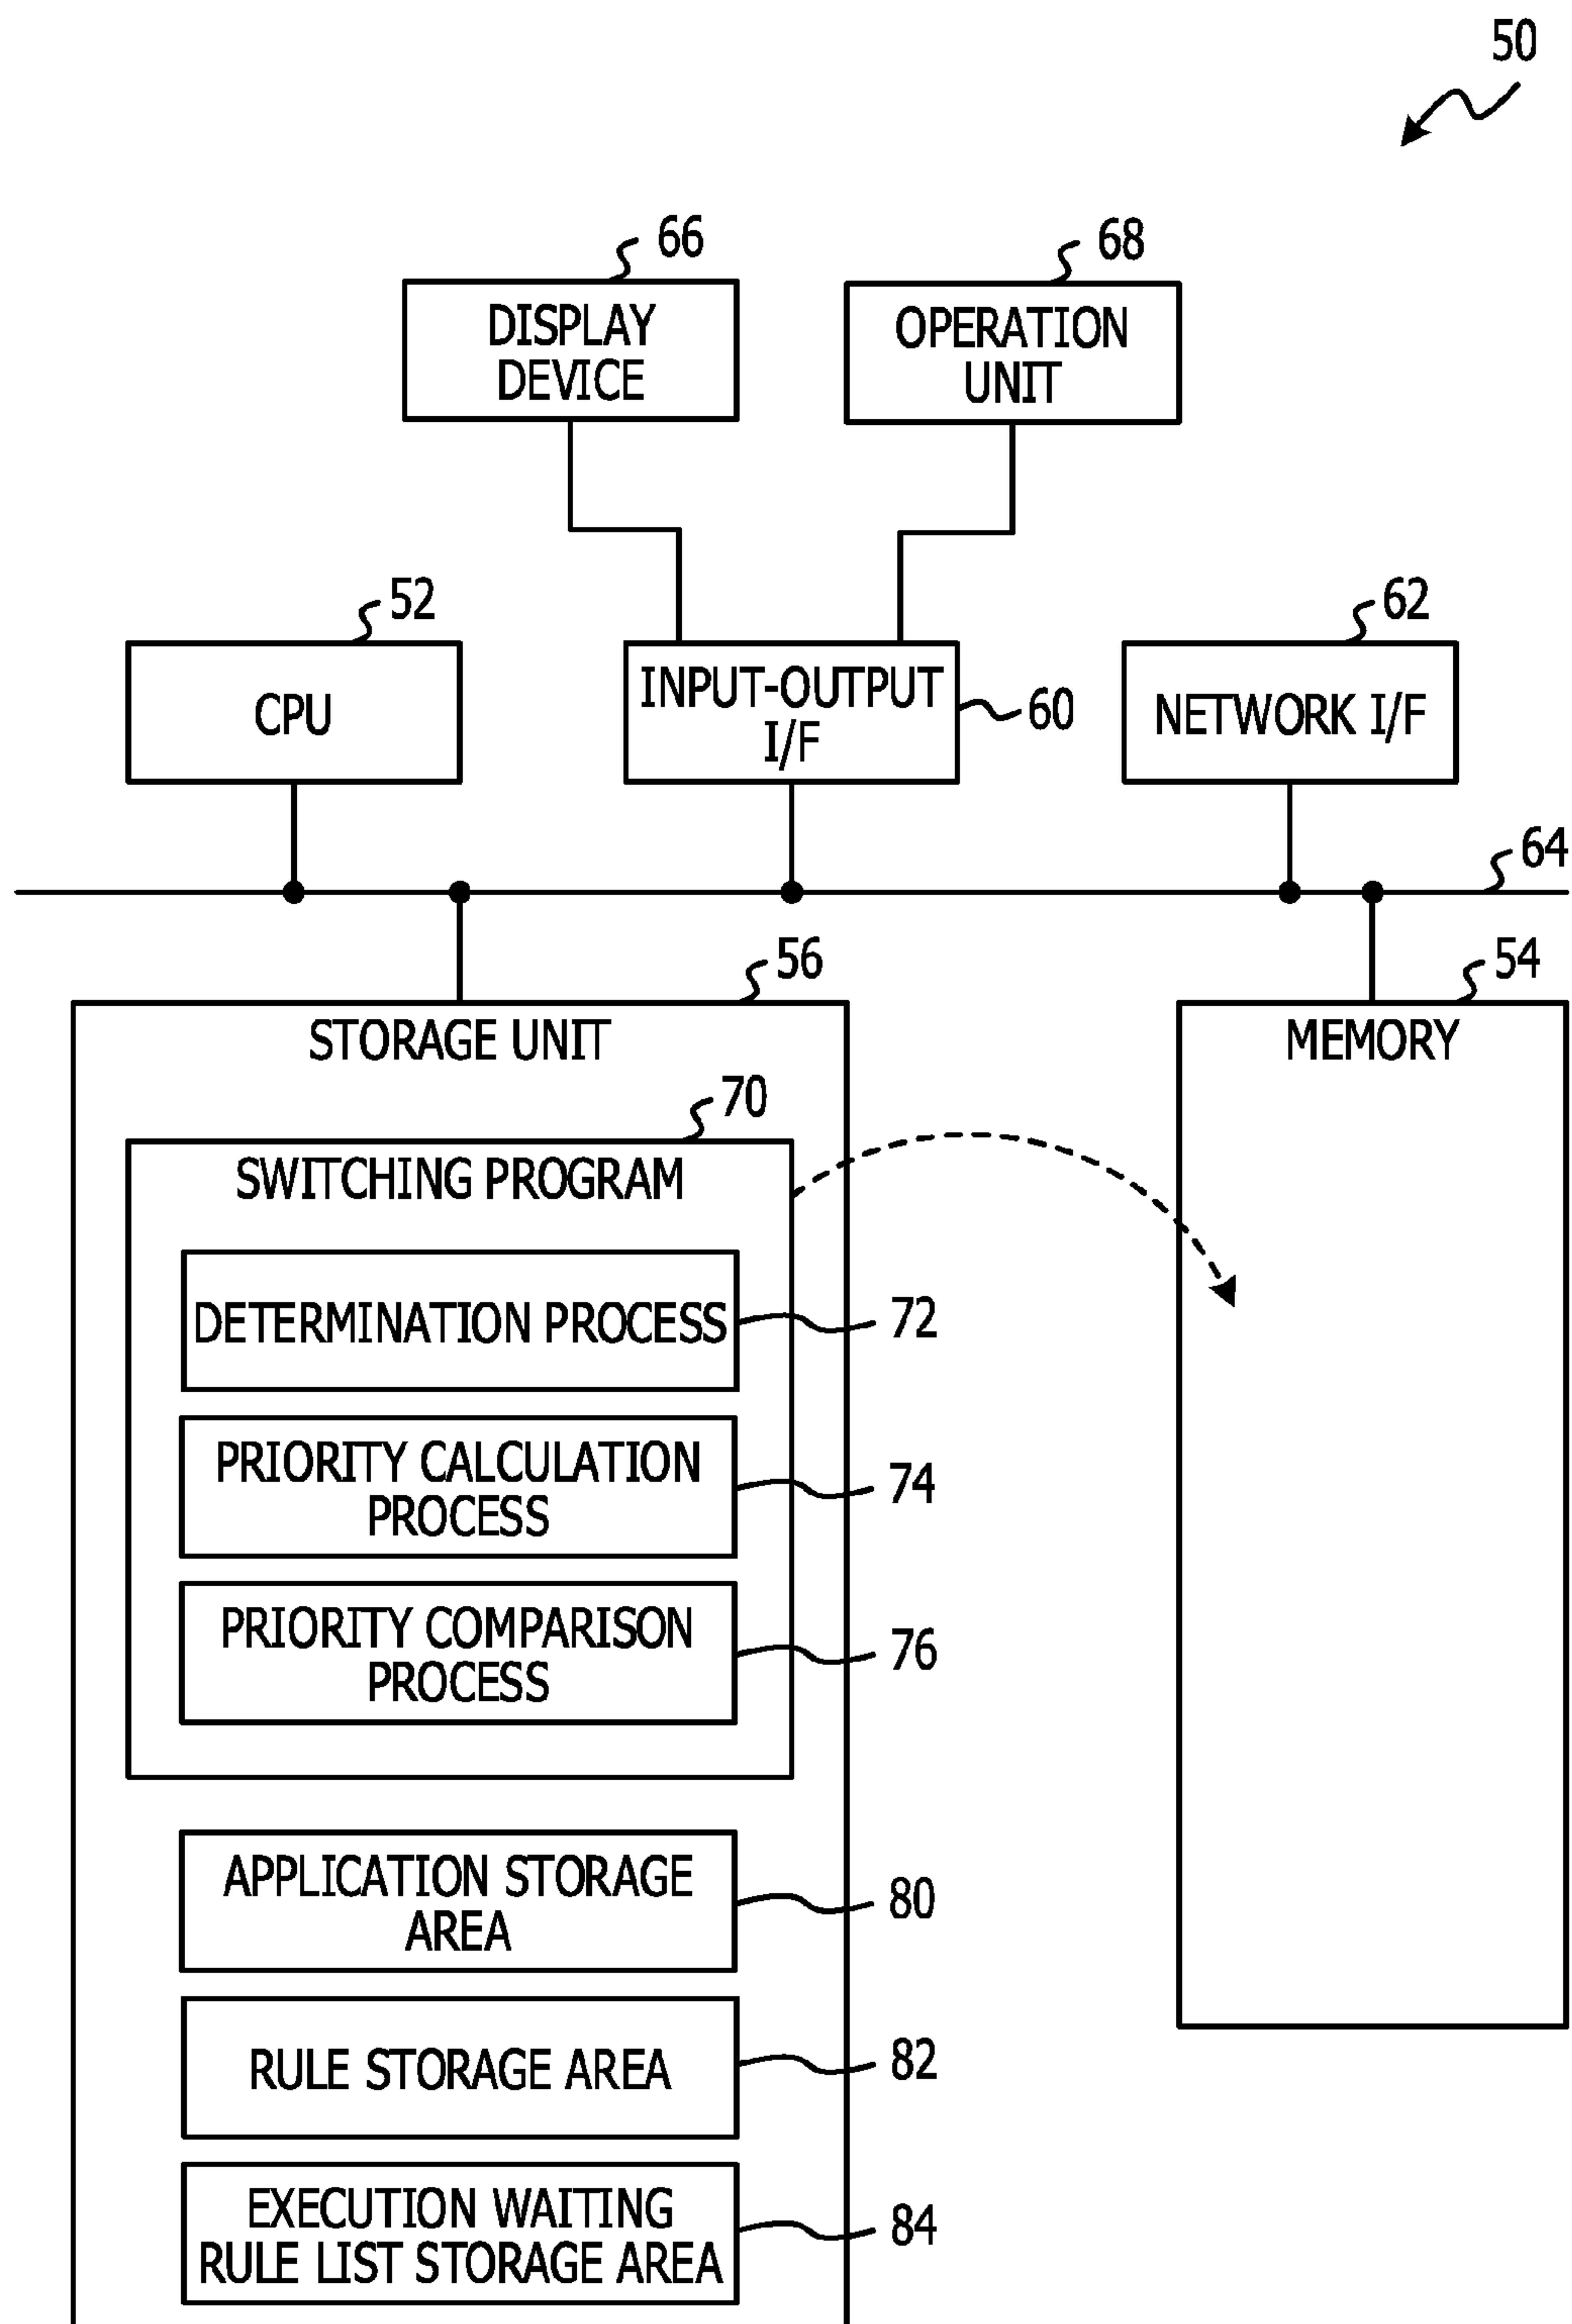 50
66
DISPLAY
DEVICE
68
OPERATION
UNIT
52
CPU
INPUT-OUTPUT
I/F
60
62
NETWORK I/F
64
56
STORAGE UNIT
54
MEMORY
70
SWITCHING PROGRAM
DETERMINATION PROCESS
72
PRIORITY CALCULATION
PROCESS
74
PRIORITY COMPARISON
PROCESS
76
APPLICATION STORAGE
AREA
80
RULE STORAGE AREA
82
EXECUTION WAITING
RULE LIST STORAGE AREA
84